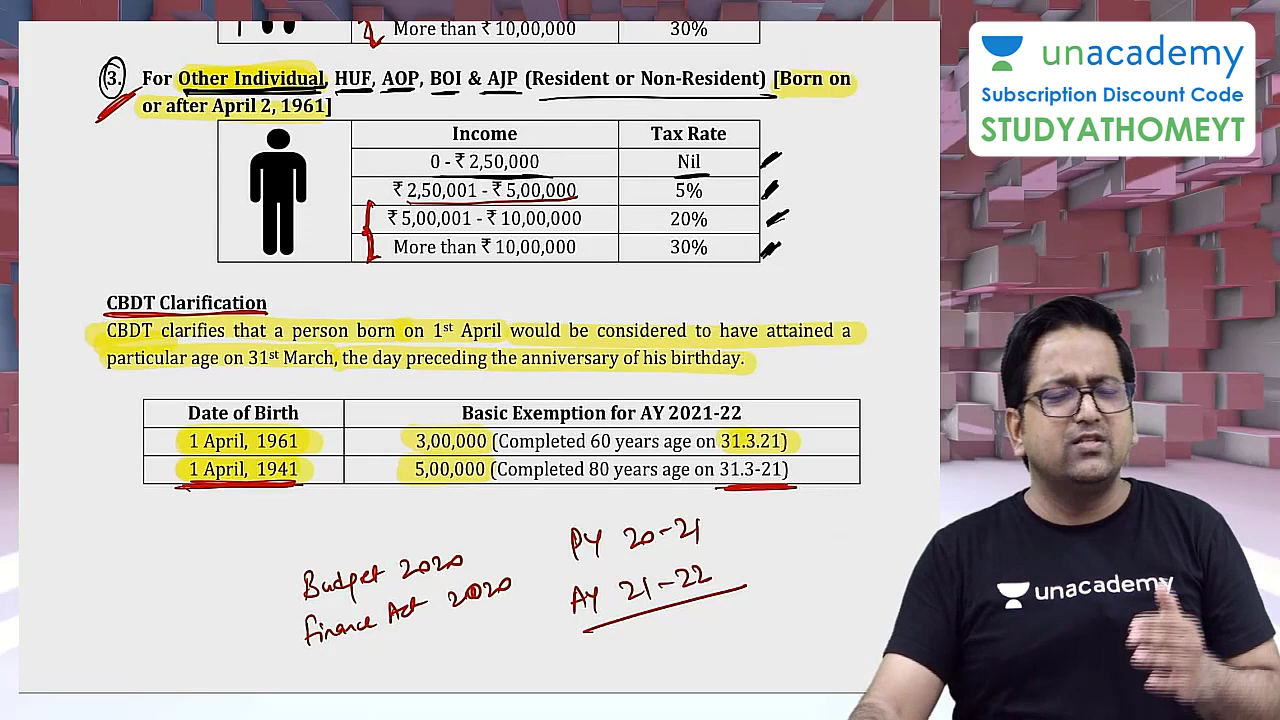 More than ₹ 10,00,000 30%
3. For Other Individual, HUF, AOP, BOI & AJP (Resident or Non-Resident) [Born on
or after April 2, 1961]
Income Tax Rate
0 - ₹ 2,50,000 Nil
₹ 2,50,001 - ₹ 5,00,000 5%
₹ 5,00,001 - ₹ 10,00,000 20%
More than ₹ 10,00,000 30%
CBDT Clarification
CBDT clarifies that a person born on 1st April would be considered to have attained a
particular age on 31st March, the day preceding the anniversary of his birthday.
Date of Birth Basic Exemption for AY 2021-22
1 April, 1961 3,00,000 (Completed 60 years age on 31.3.21)
1 April, 1941 5,00,000 (Completed 80 years age on 31.3-21)
Budget 2020
Finance Act 2020
PY 20-21
AY 21-22
unacademy
Subscription Discount Code
STUDYATHOMEYT
unacademy